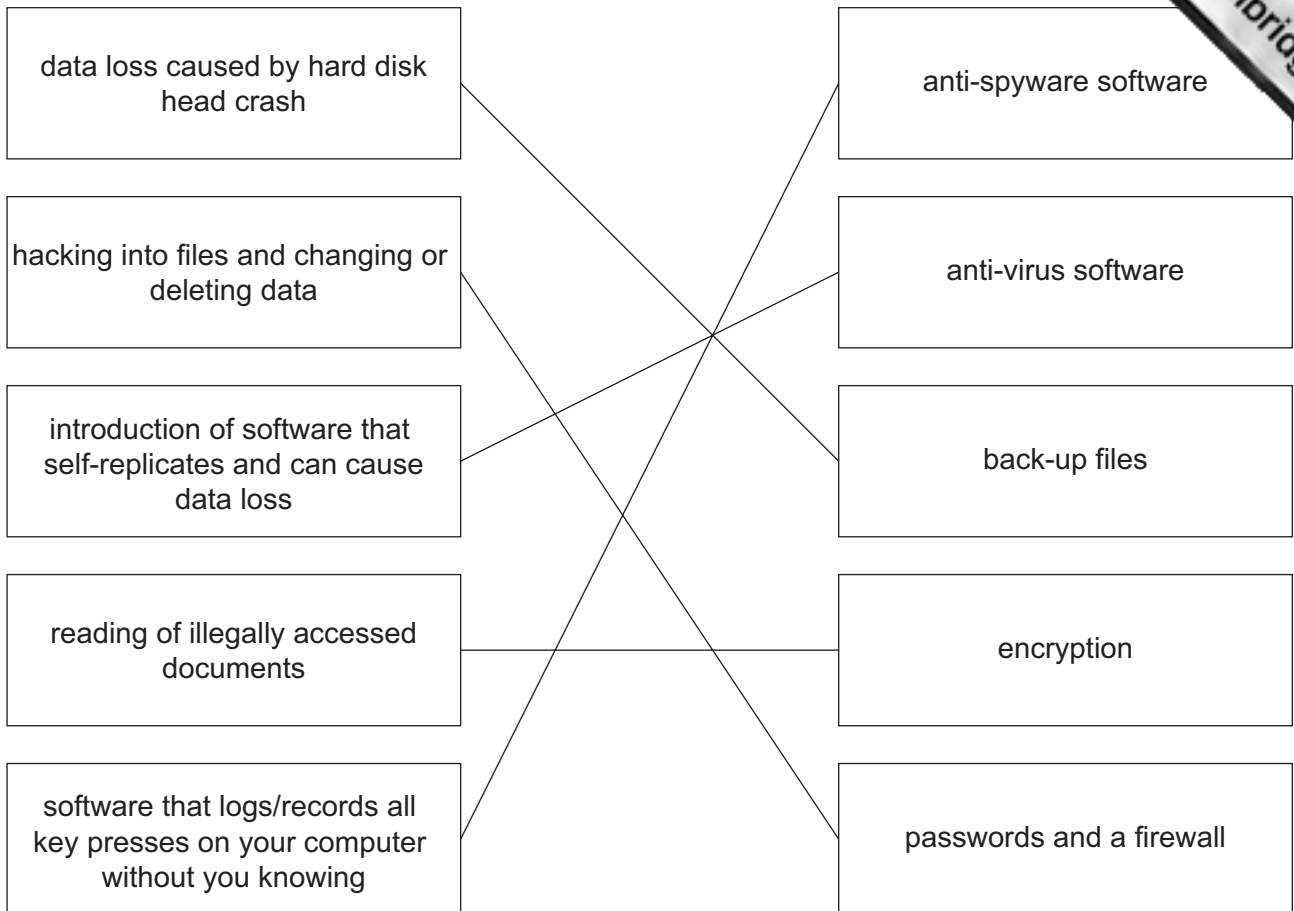 data loss caused by hard disk
head crash
anti-spyware software
hacking into files and changing or
deleting data
anti-virus software
introduction of software that
self-replicates and can cause
data loss
back-up files
reading of illegally accessed
documents
encryption
software that logs/records all
key presses on your computer
without you knowing
passwords and a firewall